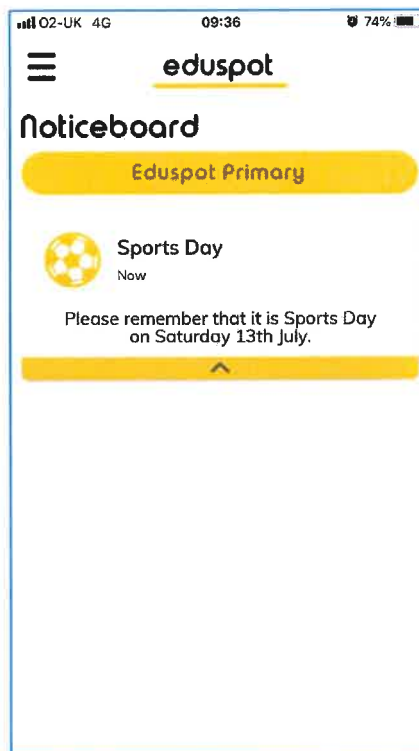 O2-UK 4G 09:36 74%
eduspot
Noticeboard
Eduspot Primary
Sports Day
Now
Please remember that it is Sports Day
on Saturday 13th July.